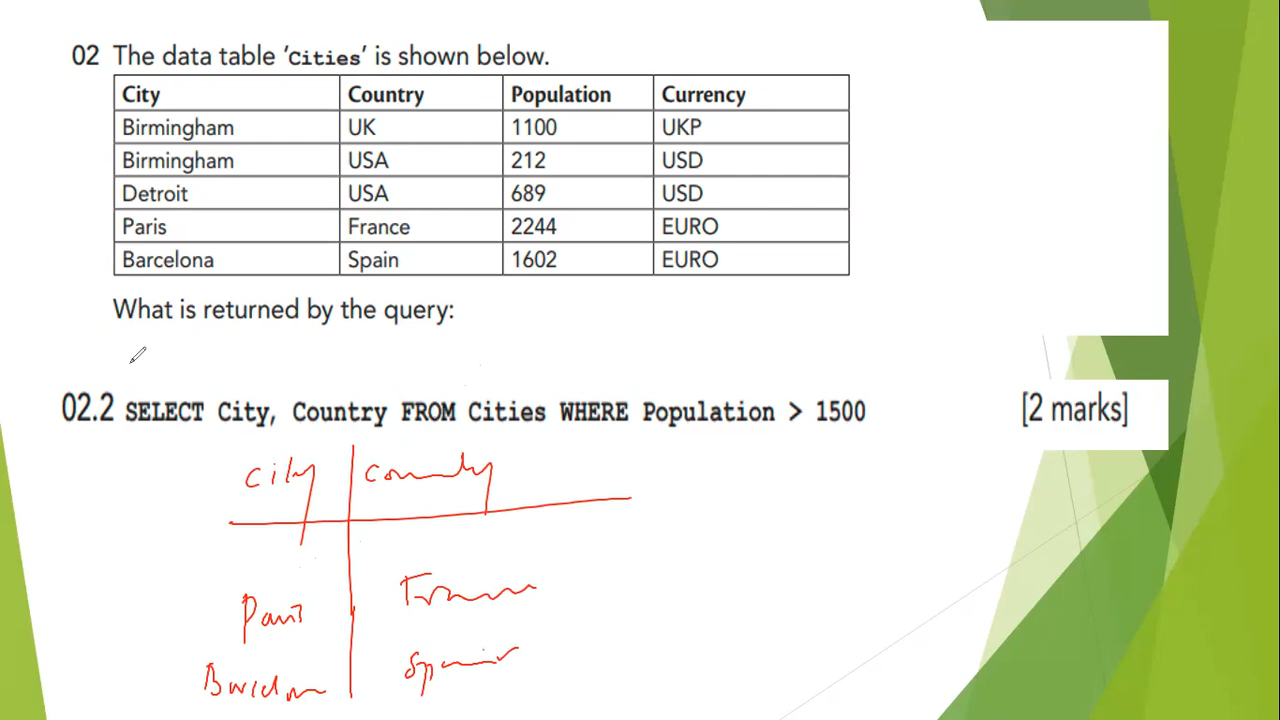 02 The data table ‘Cities’ is shown below.
City Country Population Currency
Birmingham UK 1100 UKP
Birmingham USA 212 USD
Detroit USA 689 USD
Paris France 2244 EURO
Barcelona Spain 1602 EURO
What is returned by the query:
02.2 SELECT City, Country FROM Cities WHERE Population > 1500 [2 marks]
City Country
Paris France
Barcelona Spain